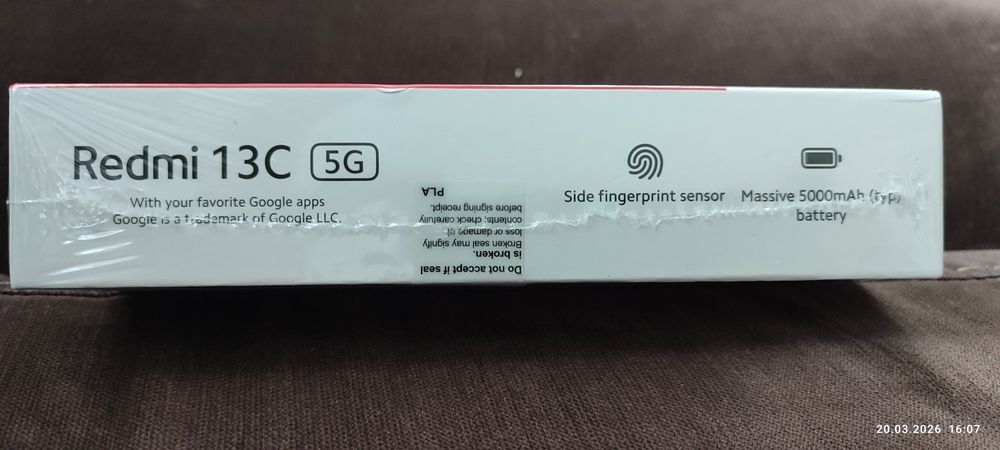 Redmi 13C 5G
With your favorite Google apps
Google is a trademark of Google LLC.
Do not accept if seal
is broken.
Broken seal may signify
loss or damage of
contents; check carefully
before signing receipt.
PLA
Side fingerprint sensor
Massive 5000mAh (typ)
battery
20.03.2026 16:07